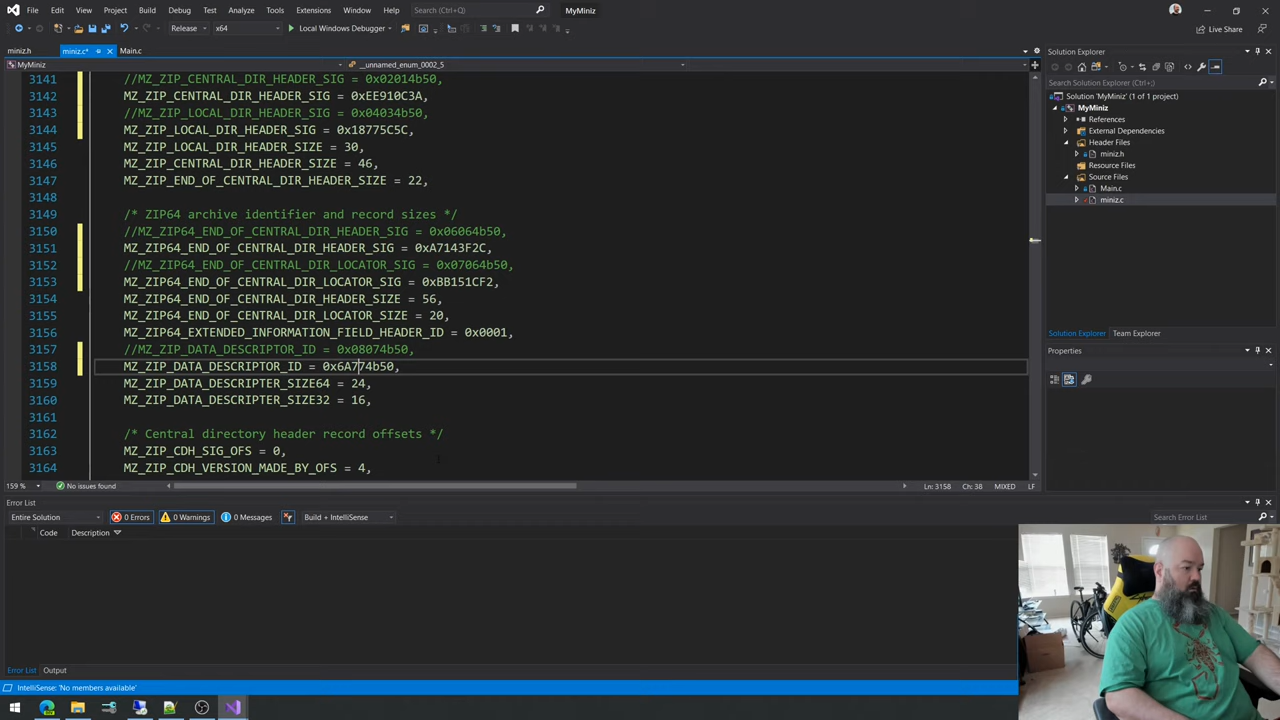 File Edit View Git Project Build Debug Test Analyze Tools Extensions Window Help Search (Ctrl+Q) MyMiniz
Release x64 Local Windows Debugger Live Share
miniz.h miniz.c* Main.c
MyMiniz __unnamed_enum_0002_5
3141 //MZ_ZIP_CENTRAL_DIR_HEADER_SIG = 0x02014b50,
3142 MZ_ZIP_CENTRAL_DIR_HEADER_SIG = 0xEE910C3A,
3143 //MZ_ZIP_LOCAL_DIR_HEADER_SIG = 0x04034b50,
3144 MZ_ZIP_LOCAL_DIR_HEADER_SIG = 0x18775C5C,
3145 MZ_ZIP_LOCAL_DIR_HEADER_SIZE = 30,
3146 MZ_ZIP_CENTRAL_DIR_HEADER_SIZE = 46,
3147 MZ_ZIP_END_OF_CENTRAL_DIR_HEADER_SIZE = 22,
3148
3149 /* ZIP64 archive identifier and record sizes */
3150 //MZ_ZIP64_END_OF_CENTRAL_DIR_HEADER_SIG = 0x06064b50,
3151 MZ_ZIP64_END_OF_CENTRAL_DIR_HEADER_SIG = 0xA7143F2C,
3152 //MZ_ZIP64_END_OF_CENTRAL_DIR_LOCATOR_SIG = 0x07064b50,
3153 MZ_ZIP64_END_OF_CENTRAL_DIR_LOCATOR_SIG = 0xBB151CF2,
3154 MZ_ZIP64_END_OF_CENTRAL_DIR_HEADER_SIZE = 56,
3155 MZ_ZIP64_END_OF_CENTRAL_DIR_LOCATOR_SIZE = 20,
3156 MZ_ZIP64_EXTENDED_INFORMATION_FIELD_HEADER_ID = 0x0001,
3157 //MZ_ZIP_DATA_DESCRIPTOR_ID = 0x08074b50,
3158 MZ_ZIP_DATA_DESCRIPTOR_ID = 0x6A774b50,
3159 MZ_ZIP_DATA_DESCRIPTER_SIZE64 = 24,
3160 MZ_ZIP_DATA_DESCRIPTER_SIZE32 = 16,
3161
3162 /* Central directory header record offsets */
3163 MZ_ZIP_CDH_SIG_OFS = 0,
3164 MZ_ZIP_CDH_VERSION_MADE_BY_OFS = 4,
159 % No issues found Ln: 3158 Ch: 38 MIXED LF
Solution Explorer
Search Solution Explorer (Ctrl+;)
Solution 'MyMiniz' (1 of 1 project)
MyMiniz
References
External Dependencies
Header Files
miniz.h
Resource Files
Source Files
Main.c
miniz.c
Solution Explorer Team Explorer
Properties
Error List
Entire Solution 0 Errors 0 Warnings 0 Messages Build + IntelliSense Search Error List
Code Description
Error List Output
IntelliSense: 'No members available'